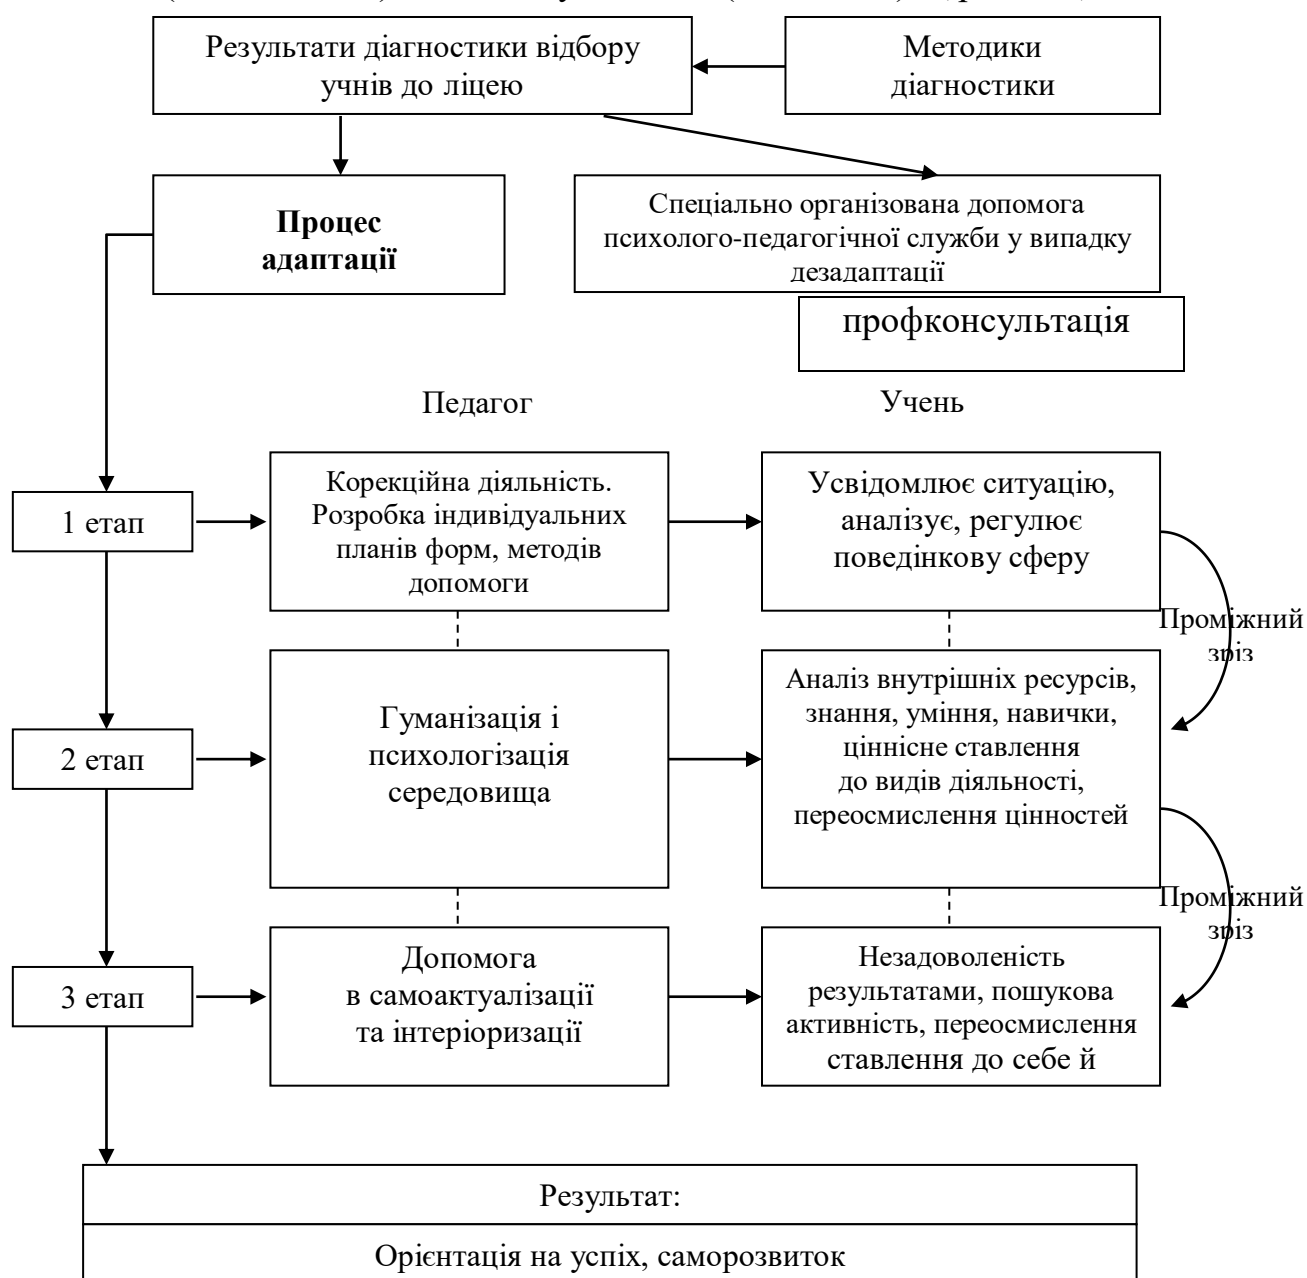 Результати діагностики відбору
учнів до ліцею
Методики
діагностики
Процес
адаптації
Спеціально організована допомога
психолого-педагогічної служби у випадку
дезадаптації
профконсультація
Педагог
Учень
1 етап
Корекційна діяльність.
Розробка індивідуальних
планів форм, методів
допомоги
Усвідомлює ситуацію,
аналізує, регулює
поведінкову сферу
Проміжний
зріз
2 етап
Гуманізація і
психологізація
середовища
Аналіз внутрішніх ресурсів,
знання, уміння, навички,
ціннісне ставлення
до видів діяльності,
переосмислення цінностей
Проміжний
зріз
3 етап
Допомога
в самоактуалізації
та інтеріоризації
Незадоволеність
результатами, пошукова
активність, переосмислення
ставлення до себе й
Результат:
Орієнтація на успіх, саморозвиток